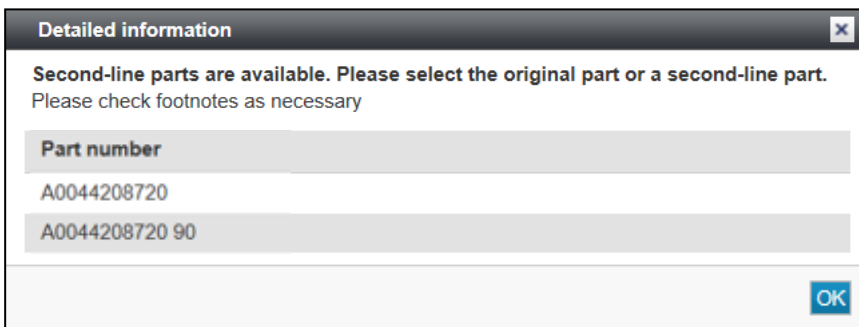 Detailed information
Second-line parts are available. Please select the original part or a second-line part.
Please check footnotes as necessary
Part number
A0044208720
A0044208720 90
OK